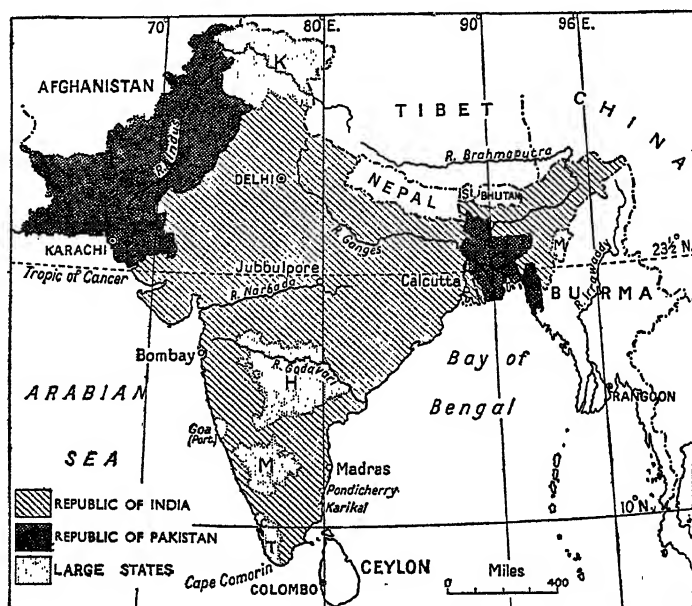 70°
80°E.
90°
96°E.
K
AFGHANISTAN
TIBET
CHINA
R. Indus
R. Brahmaputra
DELHI
NEPAL
S.
BHUTAN
KARACHI
R. Ganges
M
23½°N.
Tropic of Cancer
Jubbulpore
Calcutta
R. Narbada
BURMA
R. Irrawaddy
Bombay
Bay of
Bengal
R. Godavari
H
ARABIAN
SEA
RANGOON
Goa
(Port.)
M
Madras
Pondicherry
Karikal
REPUBLIC OF INDIA
10°N.
REPUBLIC OF PAKISTAN
T
LARGE STATES
Cape Comorin
COLOMBO
CEYLON
0 Miles 400